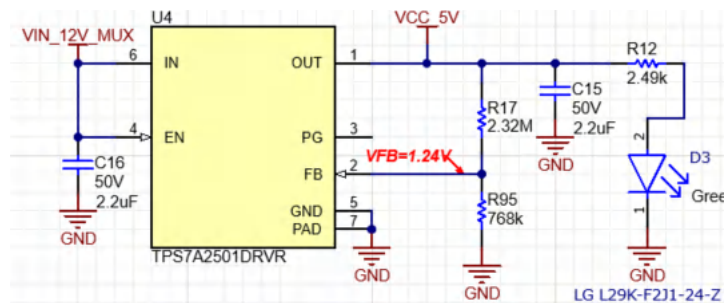 U4
VCC_5V
VIN_12V_MUX
6 IN OUT 1
R12
2.49k
R17
2.32M
C15
50V
2.2uF
4 EN PG 3
VFB=1.24V
2
D3
Gree
1
C16
50V
2.2uF
FB 2
R95
768k
GND
GND 5
PAD 7
GND
TPS7A2501DRVR
GND
GND
GND
LG L29K-F2J1-24-Z